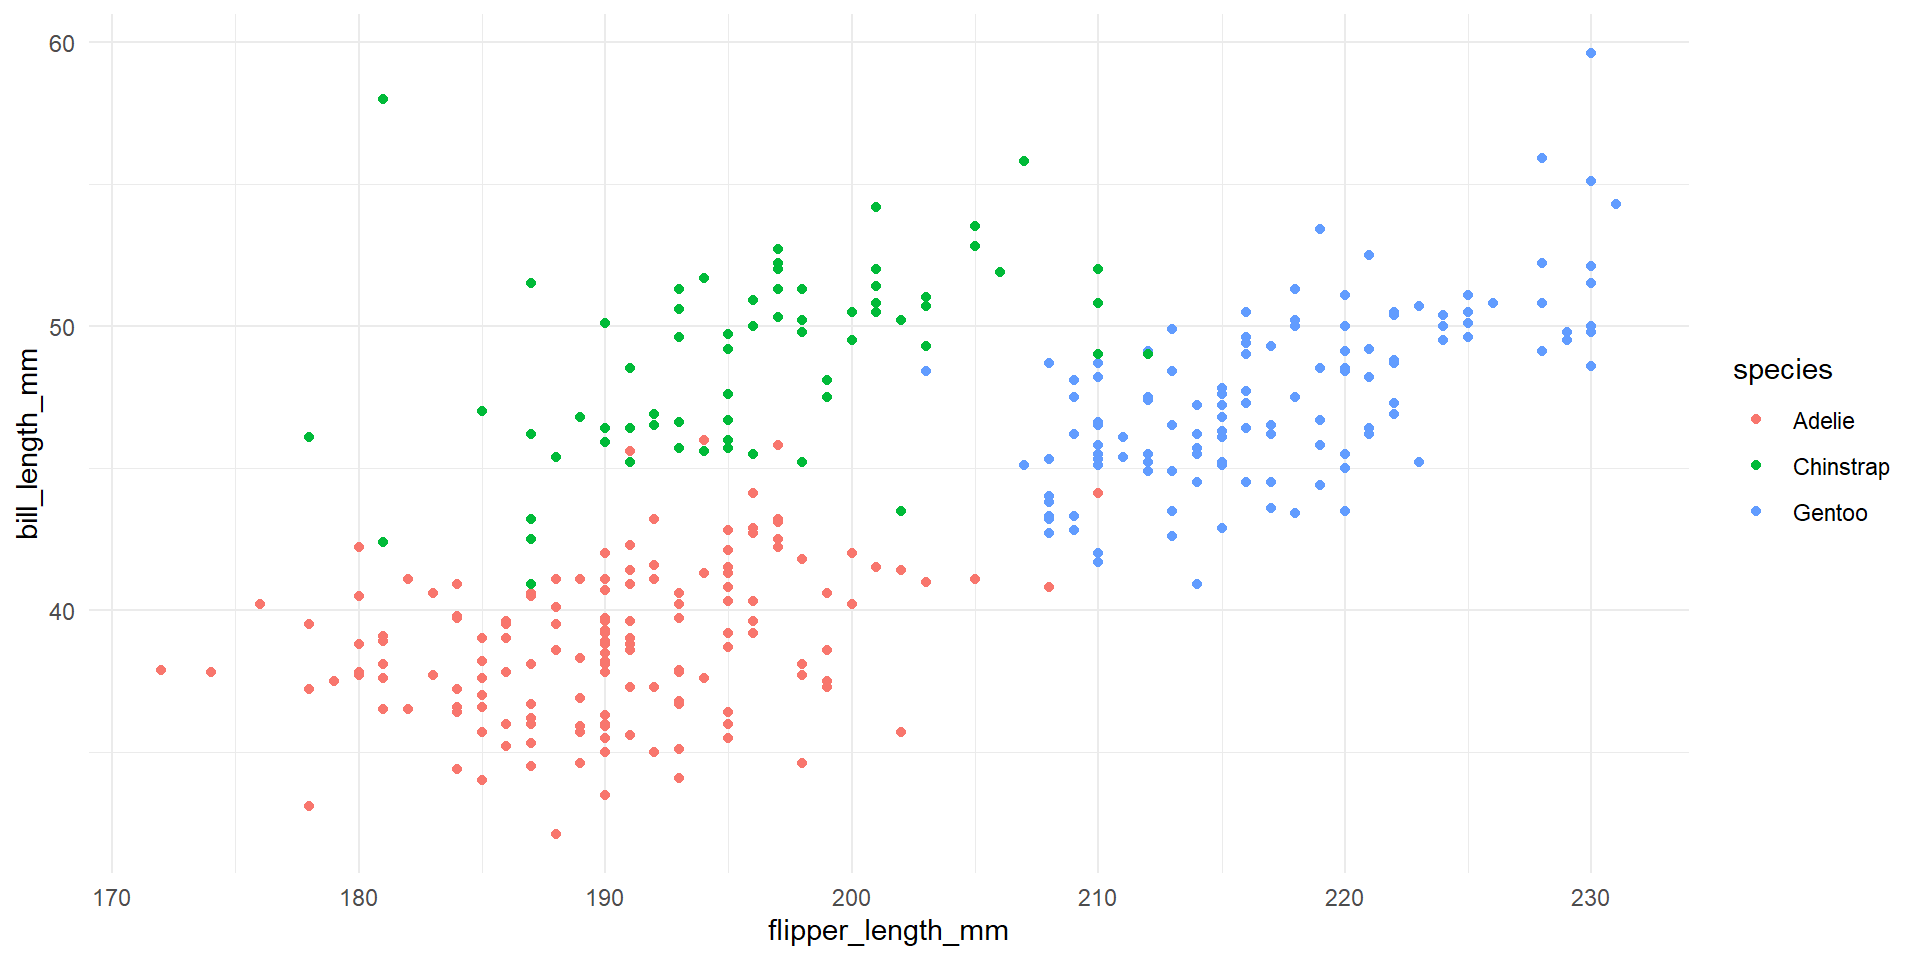 60
50
40
bill_length_mm
170 180 190 200 210 220 230
flipper_length_mm
species
Adelie
Chinstrap
Gentoo